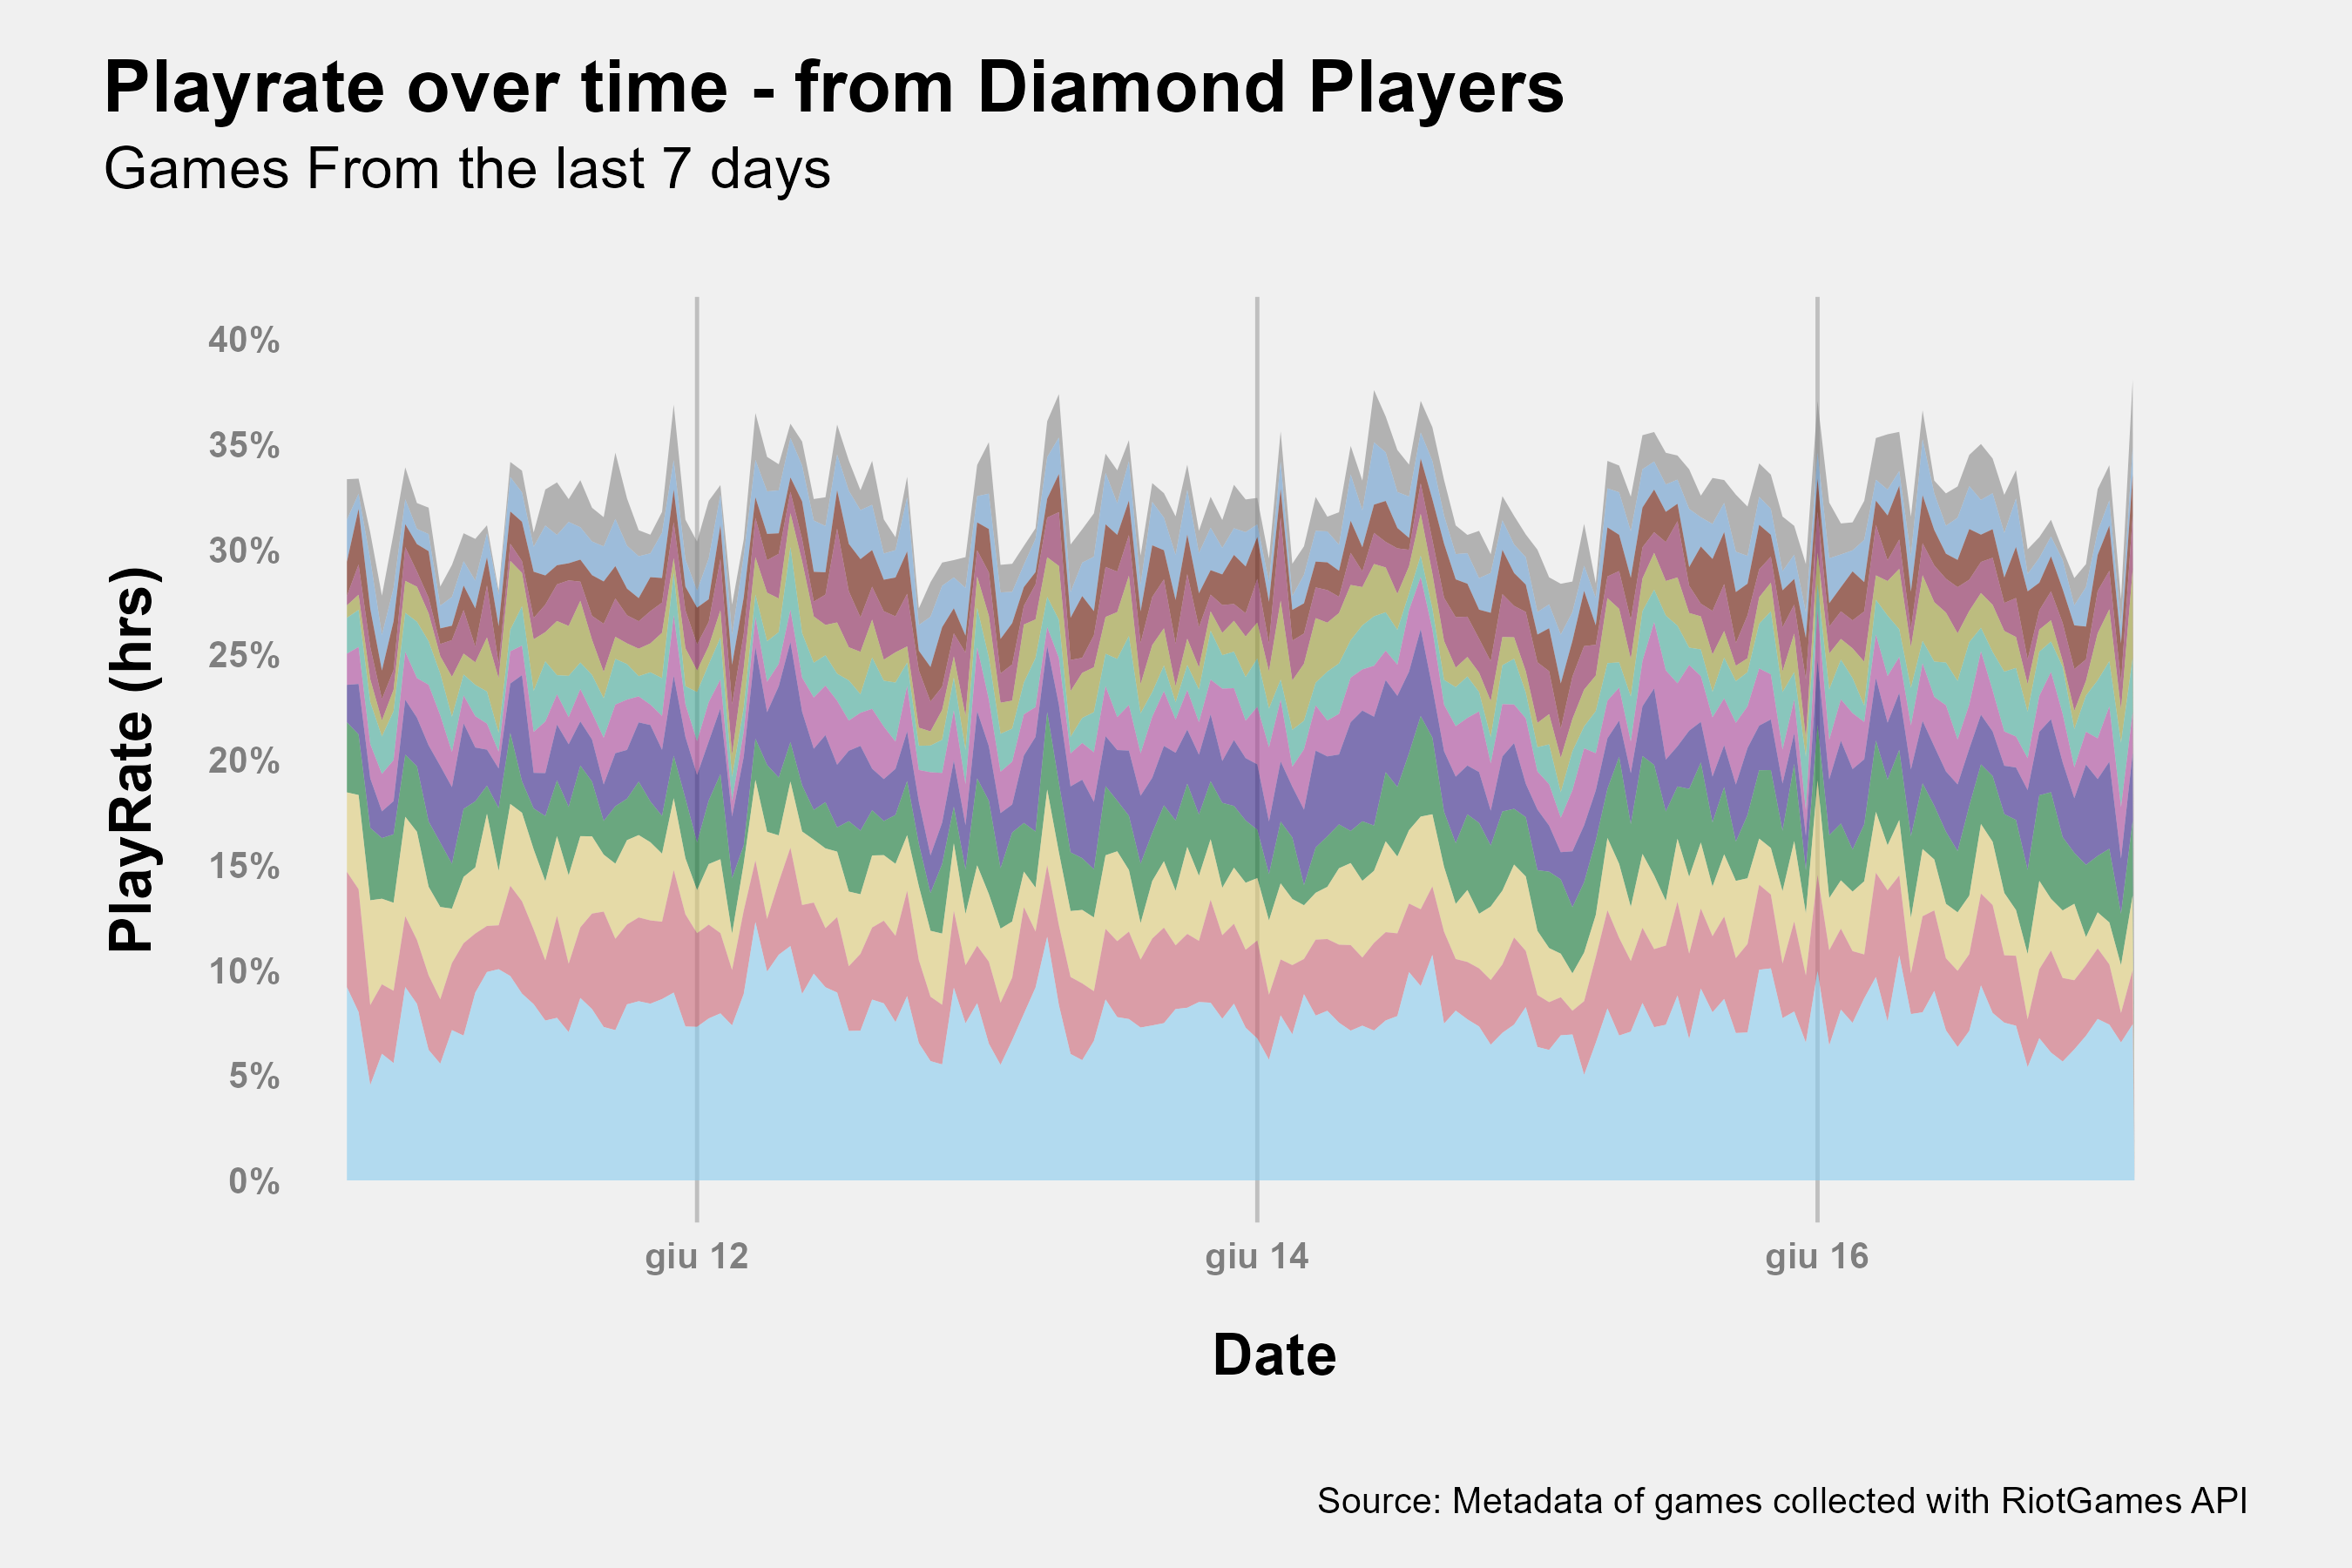 Playrate over time - from Diamond Players
Games From the last 7 days
PlayRate (hrs)
40%
35%
30%
25%
20%
15%
10%
5%
0%
giu 12
giu 14
giu 16
Date
Source: Metadata of games collected with RiotGames API